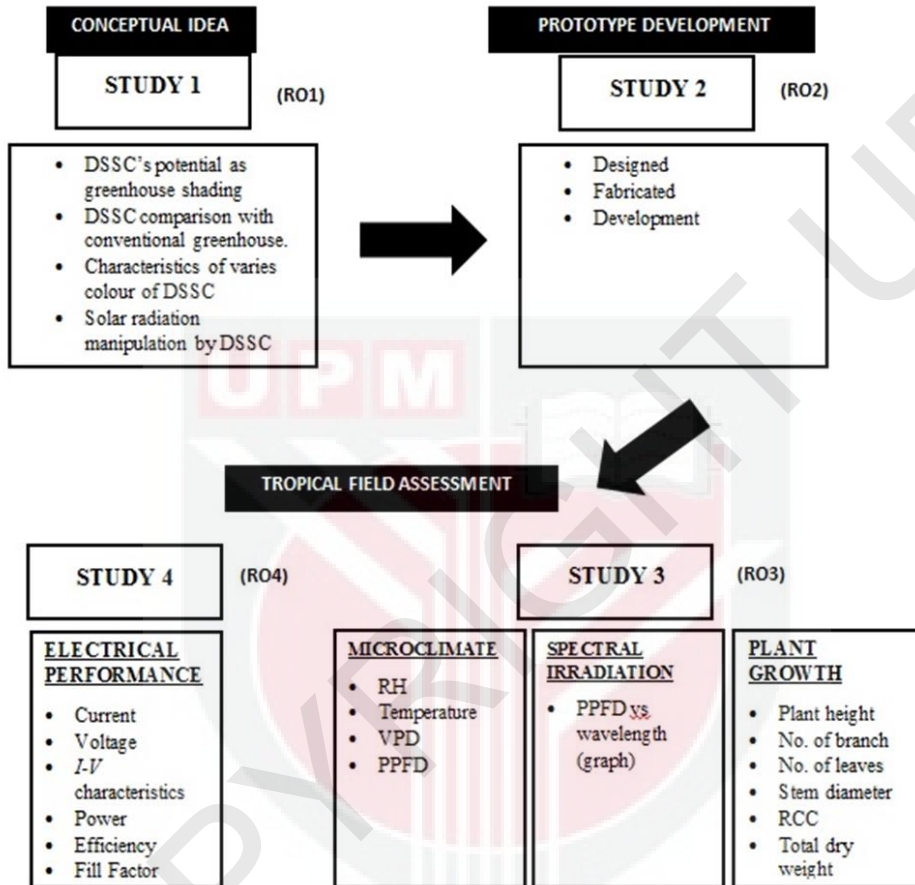 CONCEPTUAL IDEA
STUDY 1
(RO1)
• DSSC's potential as
greenhouse shading
• DSSC comparison with
conventional greenhouse.
• Characteristics of varies
colour of DSSC
• Solar radiation
manipulation by DSSC
PROTOTYPE DEVELOPMENT
STUDY 2
(RO2)
• Designed
• Fabricated
• Development
UPM
TROPICAL FIELD ASSESSMENT
STUDY 4
(RO4)
ELECTRICAL
PERFORMANCE
• Current
• Voltage
• I-V
characteristics
• Power
• Efficiency
• Fill Factor
STUDY 3
(RO3)
MICROCLIMATE
• RH
• Temperature
• VPD
• PPFD
SPECTRAL
IRRADIATION
• PPFD vs
wavelength
(graph)
PLANT
GROWTH
• Plant height
• No. of branch
• No. of leaves
• Stem diameter
• RCC
• Total dry
weight